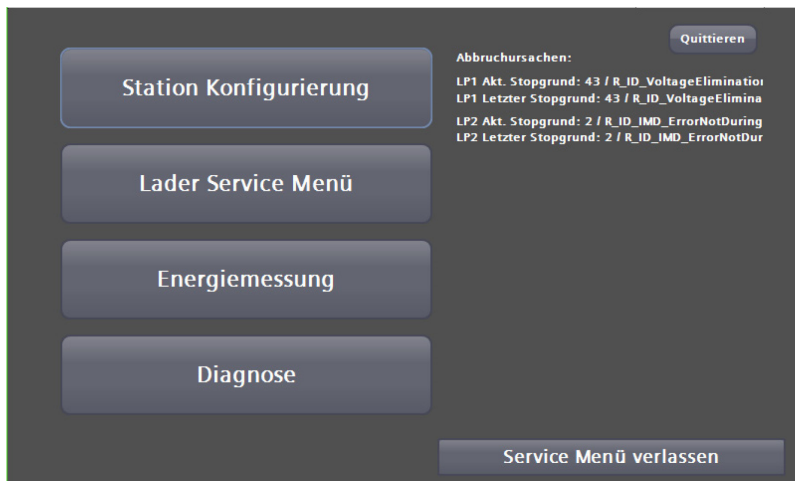 Quittieren
Abbruchursachen:
Station Konfigurierung
LP1 Akt. Stopgrund: 43 / R_ID_VoltageElimination
LP1 Letzter Stopgrund: 43 / R_ID_VoltageElimina
LP2 Akt. Stopgrund: 2 / R_ID_IMD_ErrorNotDuring
LP2 Letzter Stopgrund: 2 / R_ID_IMD_ErrorNotDur
Lader Service Menü
Energiemessung
Diagnose
Service Menü verlassen